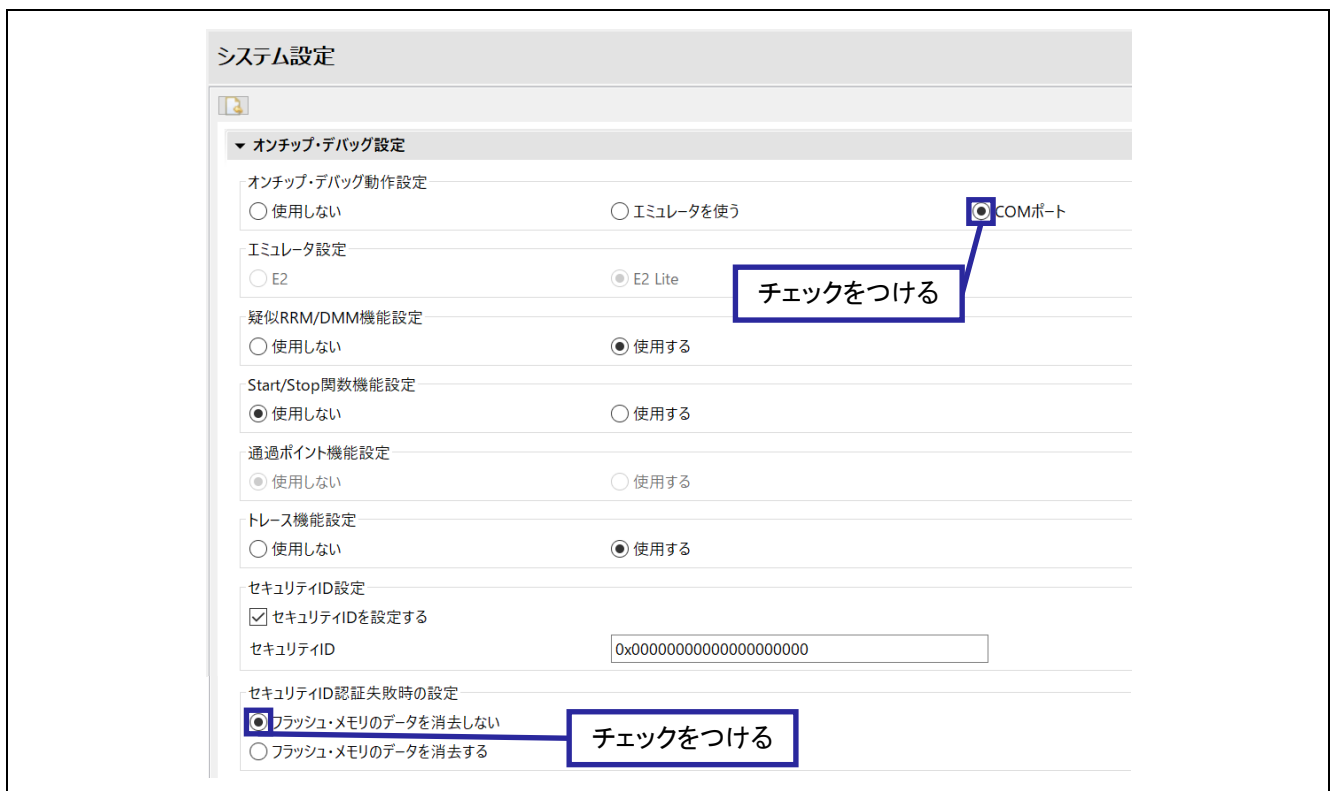 システム設定
オンチップ・デバッグ設定
オンチップ・デバッグ動作設定
使用しない エミュレータを使う COMポート
エミュレータ設定
E2 E2 Lite
チェックをつける
疑似RRM/DMM機能設定
使用しない 使用する
Start/Stop関数機能設定
使用しない 使用する
通過ポイント機能設定
使用しない 使用する
トレース機能設定
使用しない 使用する
セキュリティID設定
セキュリティIDを設定する
セキュリティID 0x00000000000000000000
セキュリティID認証失敗時の設定
フラッシュ・メモリのデータを消去しない
チェックをつける
フラッシュ・メモリのデータを消去する